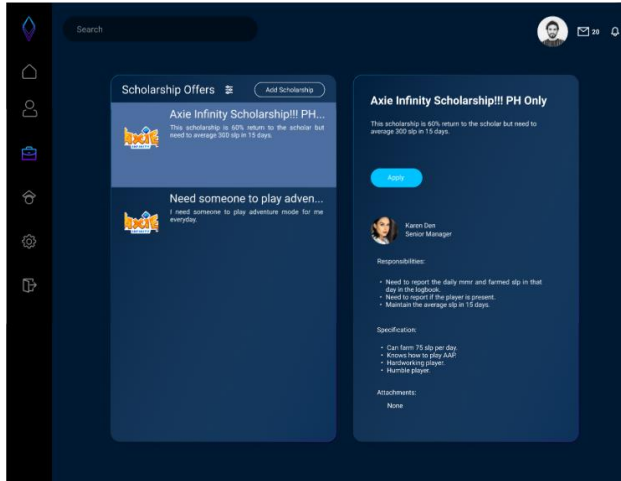 Search
20
Scholarship Offers
Add Scholarship
AXIE
INFINITY
Axie Infinity Scholarship!!! PH...
This scholarship is 60% return to the scholar but
need to average 300 slp in 15 days.
AXIE
INFINITY
Need someone to play adven...
I need someone to play adventure mode for me
everyday.
Axie Infinity Scholarship!!! PH Only
This scholarship is 60% return to the scholar but need to
average 300 slp in 15 days.
Apply
Karen Den
Senior Manager
Responsibilities:
• Need to report the daily mmr and farmed slp in that
day in the logbook.
• Need to report if the player is present.
• Maintain the average slp in 15 days.
Specification:
• Can farm 75 slp per day.
• Knows how to play AAP.
• Hardworking player.
• Humble player.
Attachments:
None